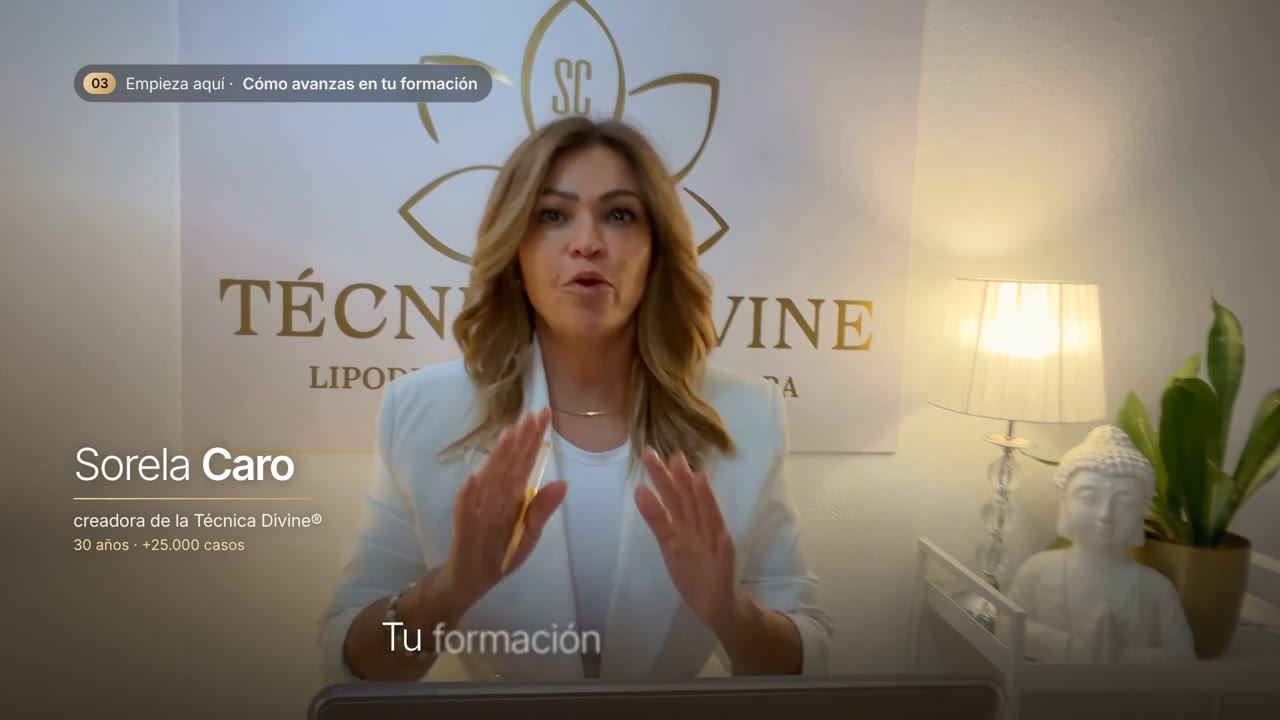 03 Empieza aquí · Cómo avanzas en tu formación
SC
TÉCNI VINE
LIPOD PA
Sorela Caro
creadora de la Técnica Divine®
30 años · +25.000 casos
Tu formación